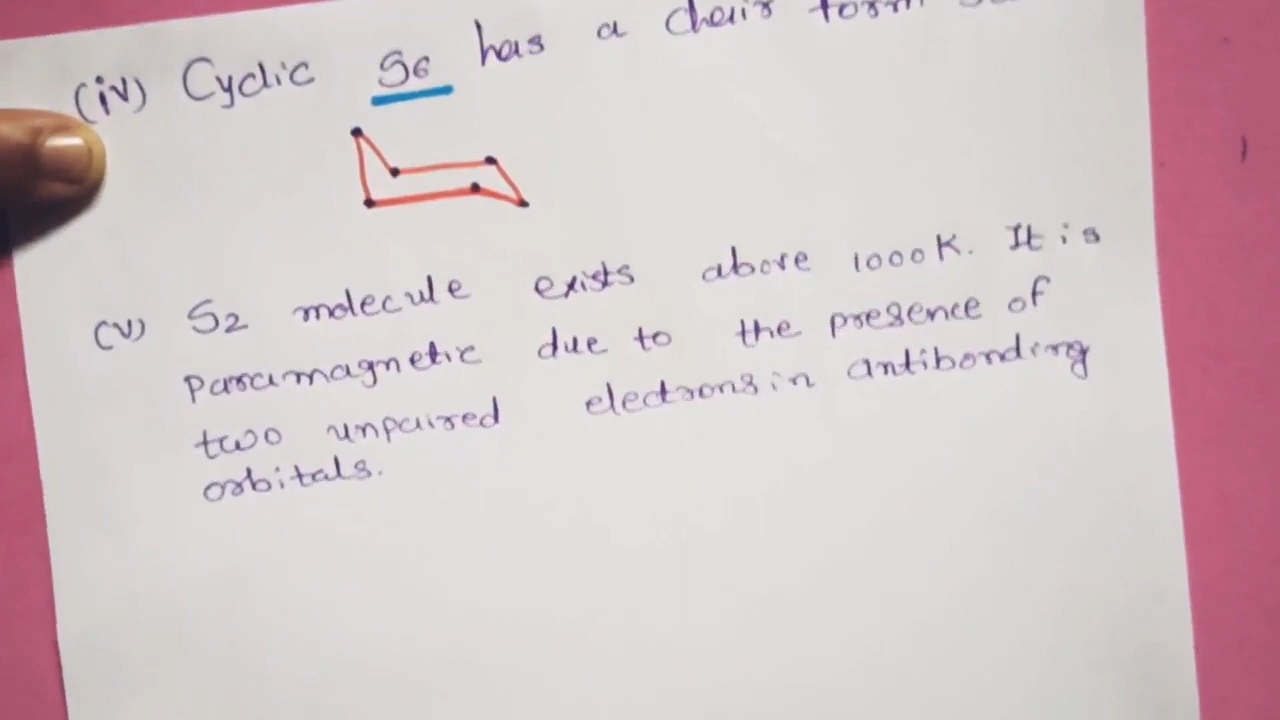 (iv) Cyclic S6 has a chair form
(v) S2 molecule exists above 1000K. It is
paramagnetic due to the presence of
two unpaired electrons in antibonding
orbitals.